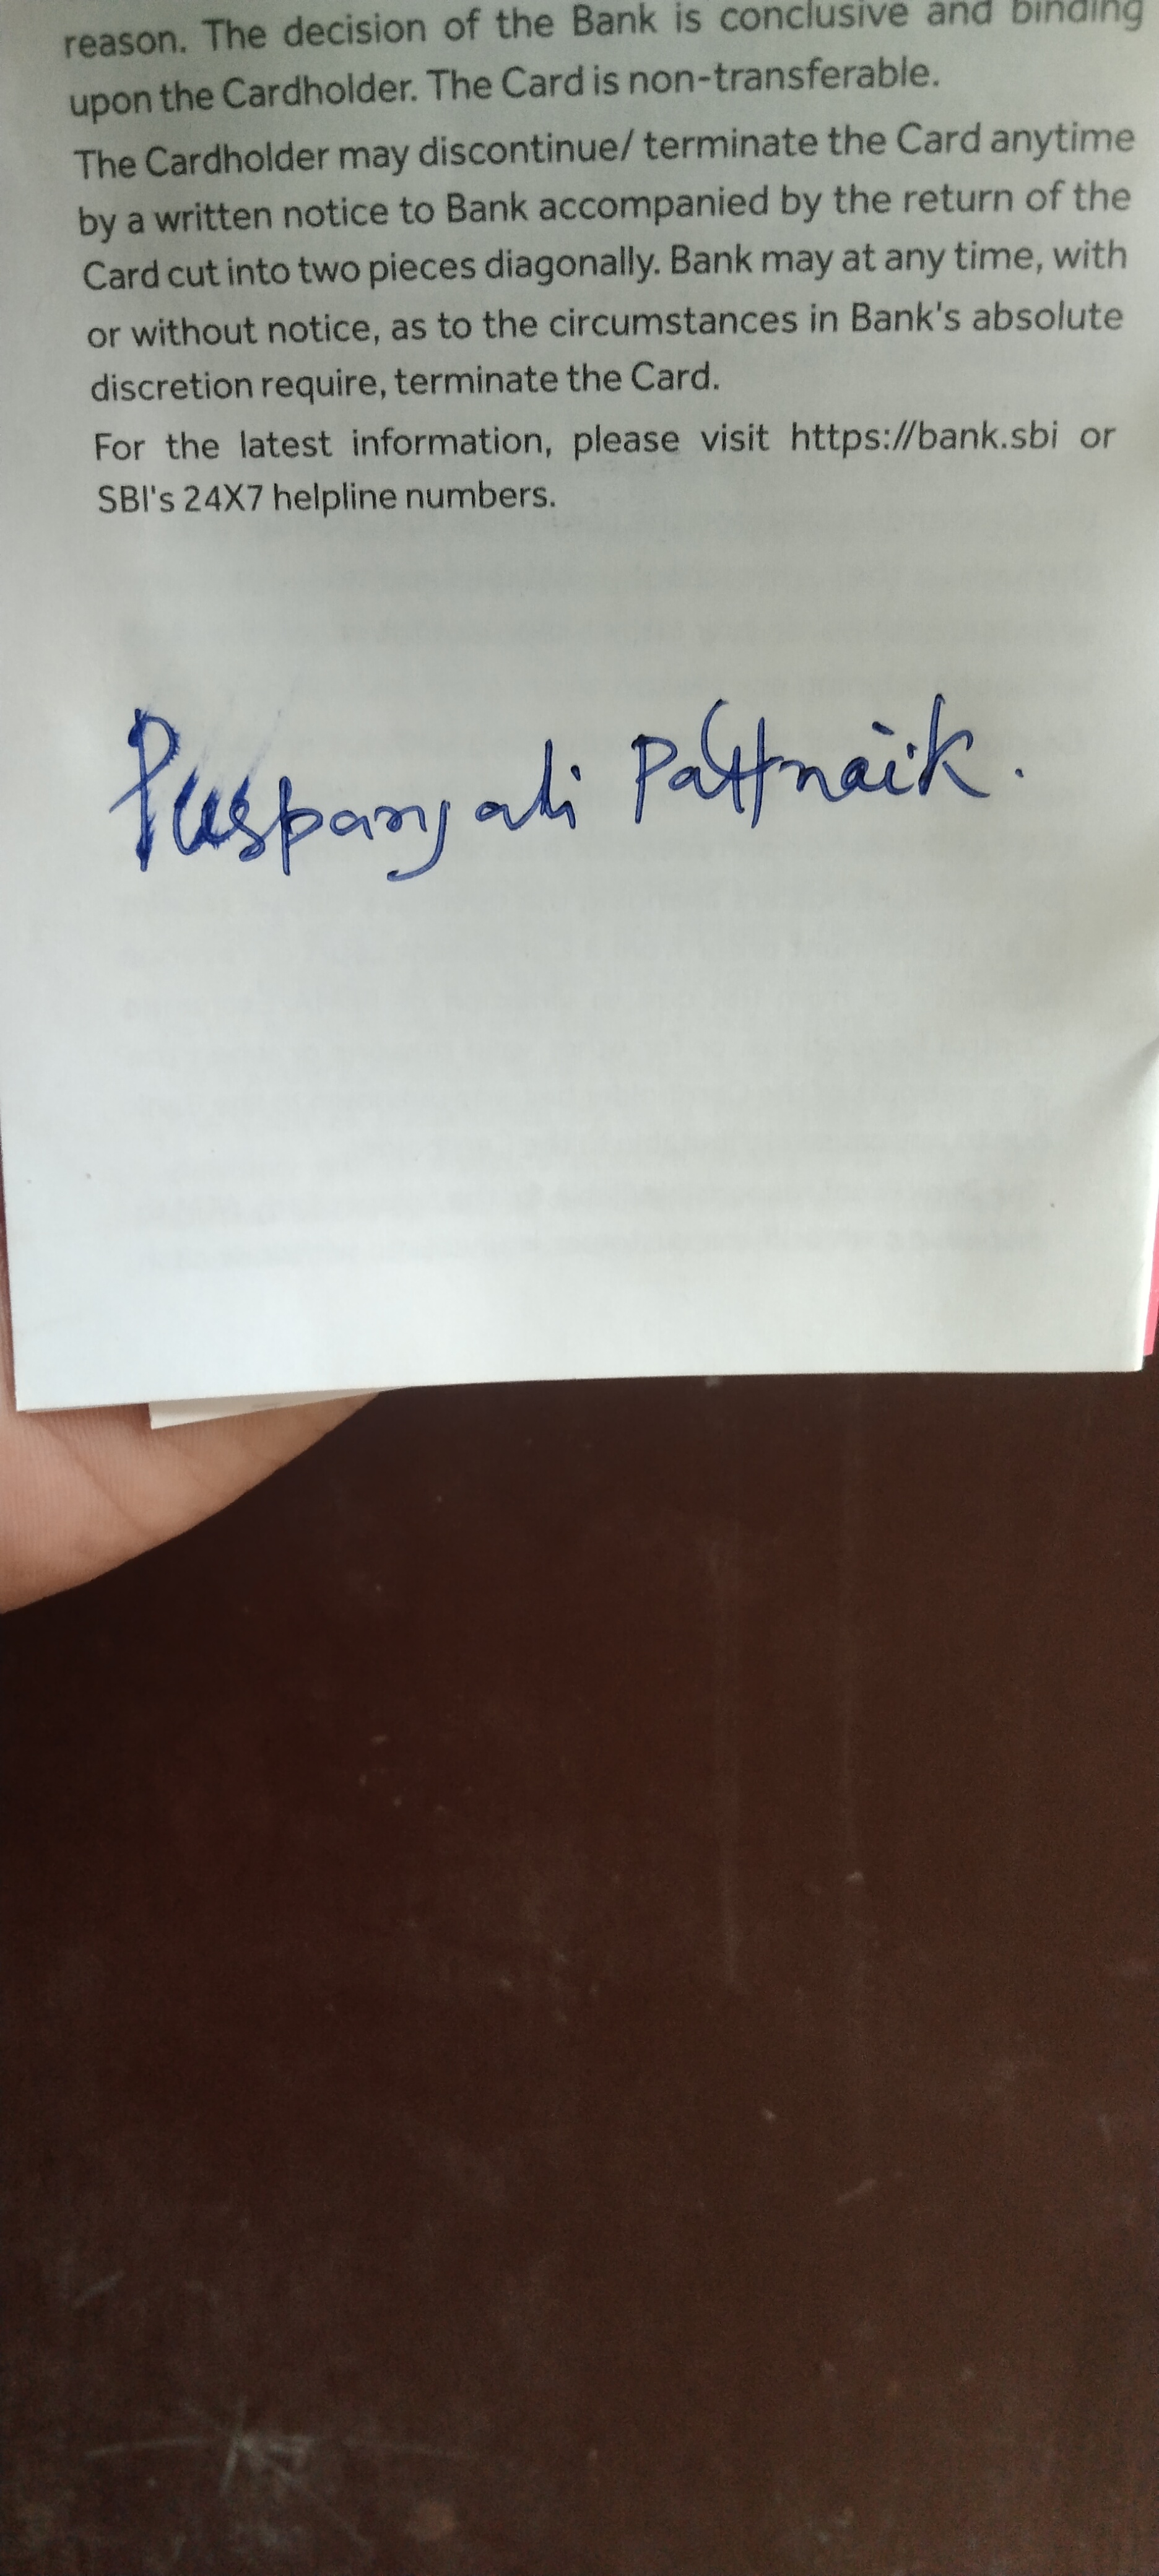 reason. The decision of the Bank is conclusive and binding
upon the Cardholder. The Card is non-transferable.
The Cardholder may discontinue/ terminate the Card anytime
by a written notice to Bank accompanied by the return of the
Card cut into two pieces diagonally. Bank may at any time, with
or without notice, as to the circumstances in Bank's absolute
discretion require, terminate the Card.
For the latest information, please visit https://bank.sbi or
SBI's 24X7 helpline numbers.
Puspanjali Pattnaik.